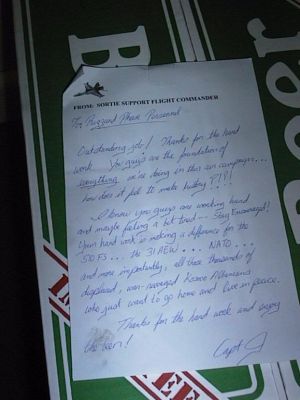 B
Beer
FROM: SORTIE SUPPORT FLIGHT COMMANDER
To: Buzzard Phase Personnel
Outstanding job! Thanks for the hard
work. You guys are the foundation of
everything we're doing in this air campaign...
how does it feel to make history?!?!
I know you guys are working hard
and maybe feeling a bit tired... Stay Encouraged!
Your hard work is making a difference for the
510 FS... the 31 AEW... NATO...
and more importantly, all those thousands of
displaced, war-ravaged Kosovo Albanians
who just want to go home and live in peace.
Thanks for the hard work and enjoy
the beer!
Capt J